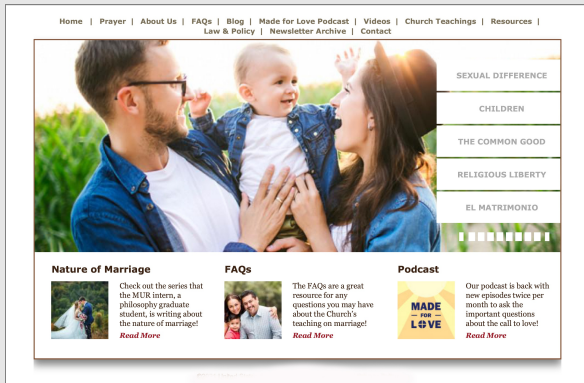 Home | Prayer | About Us | FAQs | Blog | Made for Love Podcast | Videos | Church Teachings | Resources |
Law & Policy | Newsletter Archive | Contact
SEXUAL DIFFERENCE
CHILDREN
THE COMMON GOOD
RELIGIOUS LIBERTY
EL MATRIMONIO
Nature of Marriage
Check out the series that
the MUR intern, a
philosophy graduate
student, is writing about
the nature of marriage!
Read More
FAQs
The FAQs are a great
resource for any
questions you may have
about the Church's
teaching on marriage!
Read More
Podcast
MADE
FOR
LOVE
Our podcast is back with
new episodes twice per
month to ask the
important questions
about the call to love!
Read More